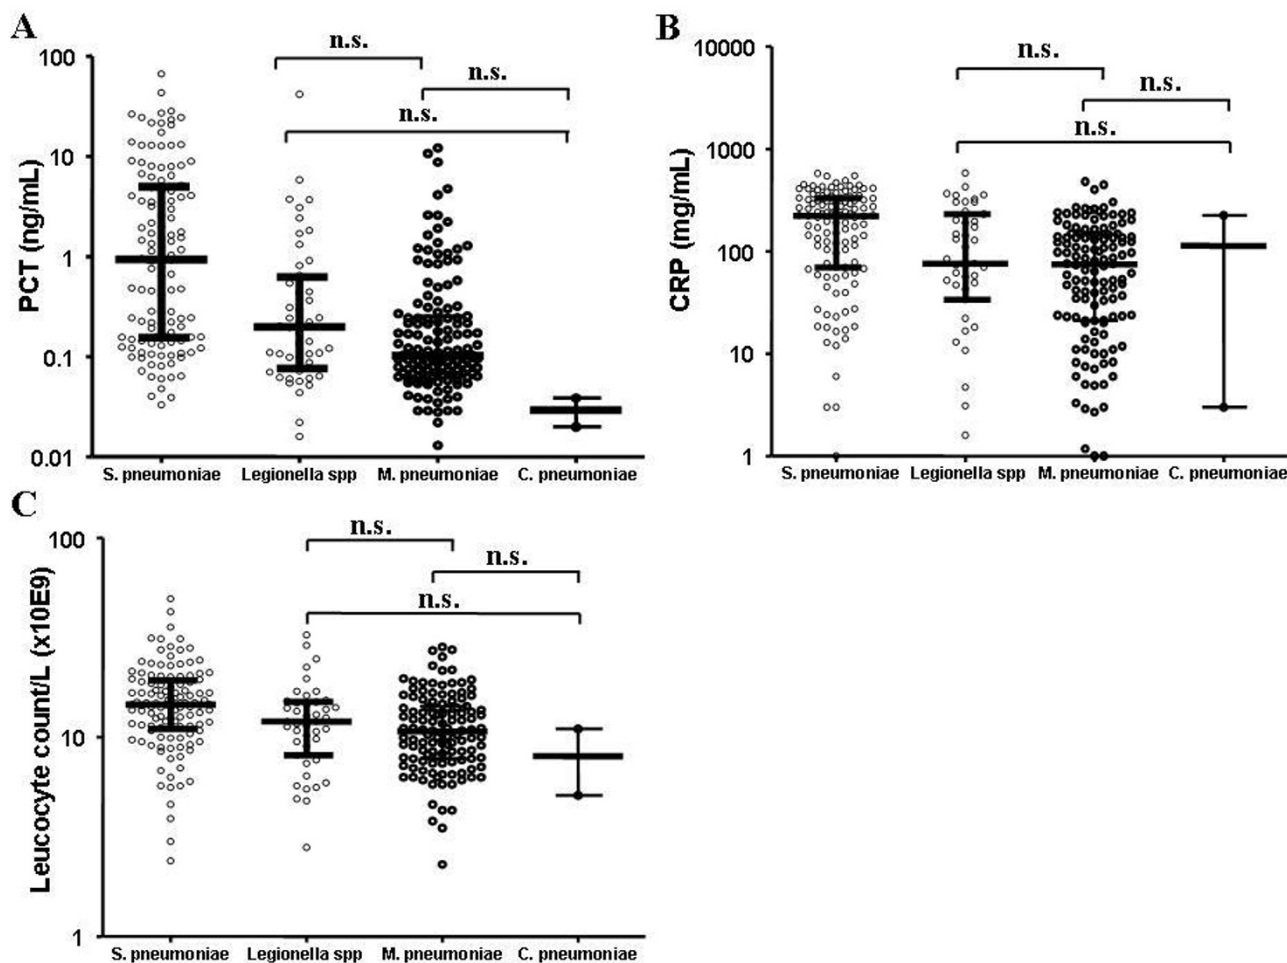 A
PCT (ng/mL)
100
10
1
0.1
0.01
n.s.
n.s.
n.s.
S. pneumoniae Legionella spp M. pneumoniae C. pneumoniae
B
CRP (mg/mL)
10000
1000
100
10
1
n.s.
n.s.
n.s.
S. pneumoniae Legionella spp M. pneumoniae C. pneumoniae
C
Leucocyte count/L (x10E9)
100
10
1
n.s.
n.s.
n.s.
S. pneumoniae Legionella spp M. pneumoniae C. pneumoniae